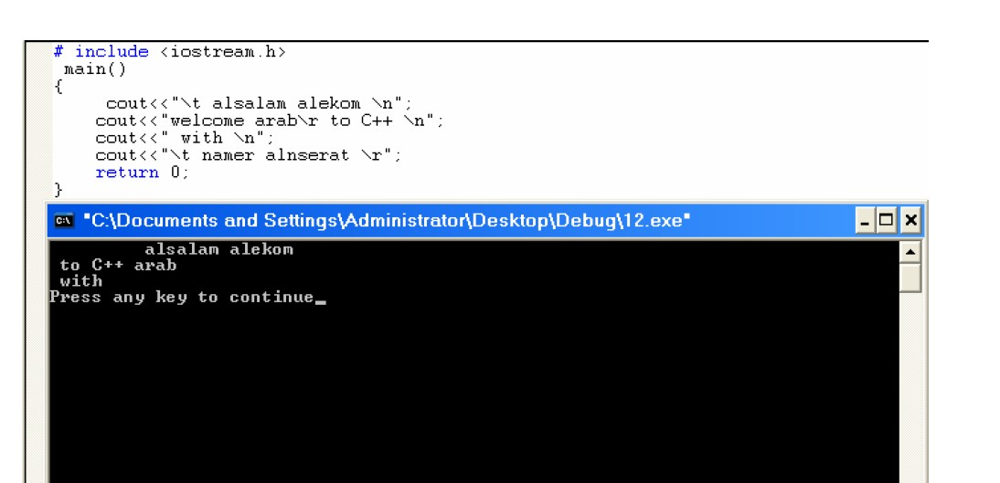 # include <iostream.h>
main()
{
cout<<"\t alsalam alekom \n";
cout<<"welcome arab\r to C++ \n";
cout<<" with \n";
cout<<"\t namer alnserat \r";
return 0;
}
"C:\Documents and Settings\Administrator\Desktop\Debug\12.exe"
alsalam alekom
to C++ arab
with
Press any key to continue_